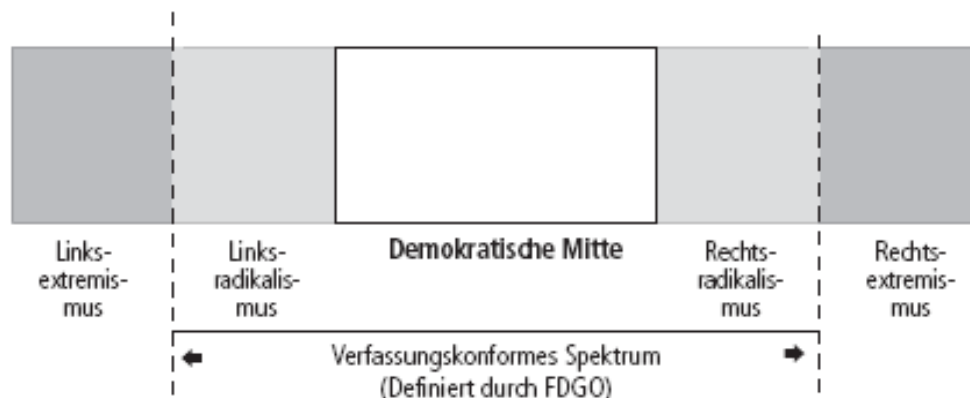 Links-
extremis-
mus
Links-
radikalis-
mus
Demokratische Mitte
Rechts-
radikalis-
mus
Rechts-
extremis-
mus
Verfassungskonformes Spektrum
(Definiert durch FDGO)